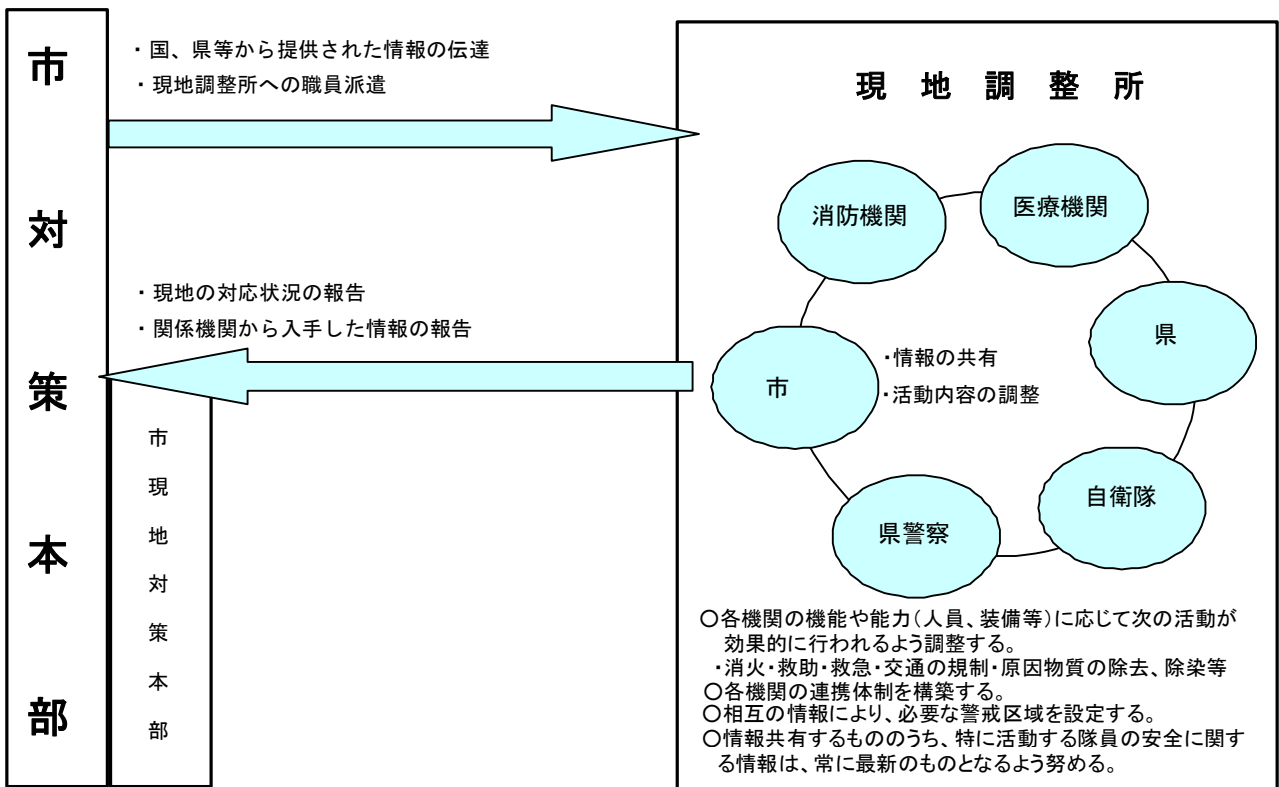 市対策本部
・国、県等から提供された情報の伝達
・現地調整所への職員派遣
・現地の対応状況の報告
・関係機関から入手した情報の報告
市現地対策本部
現地調整所
消防機関
医療機関
県
自衛隊
県警察
市
・情報の共有
・活動内容の調整
○各機関の機能や能力(人員、装備等)に応じて次の活動が
効果的に行われるよう調整する。
・消火・救助・救急・交通の規制・原因物質の除去、除染等
○各機関の連携体制を構築する。
○相互の情報により、必要な警戒区域を設定する。
○情報共有するもののうち、特に活動する隊員の安全に関す
る情報は、常に最新のものとなるよう努める。